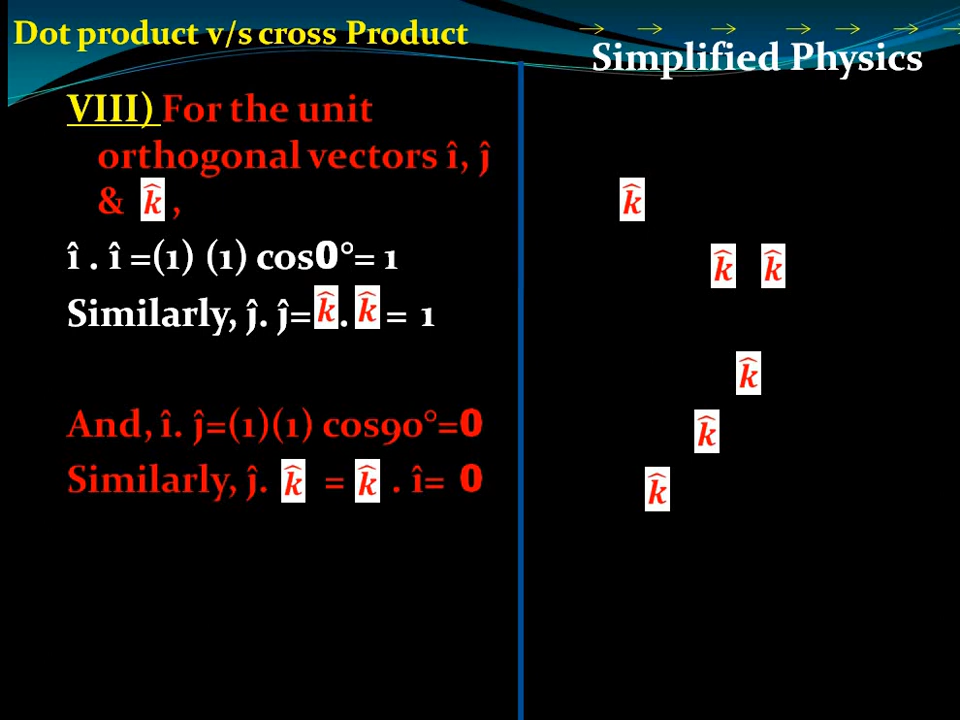 Dot product v/s cross Product
Simplified Physics
VIII) For the unit
orthogonal vectors î, ĵ
& k̂ ,
î . î =(1) (1) cos0°= 1
Similarly, ĵ. ĵ= k̂ . k̂ = 1
And, î. ĵ=(1)(1) cos90°=0
Similarly, ĵ. k̂ = k̂ . î= 0
k̂
k̂ k̂
k̂
k̂
k̂